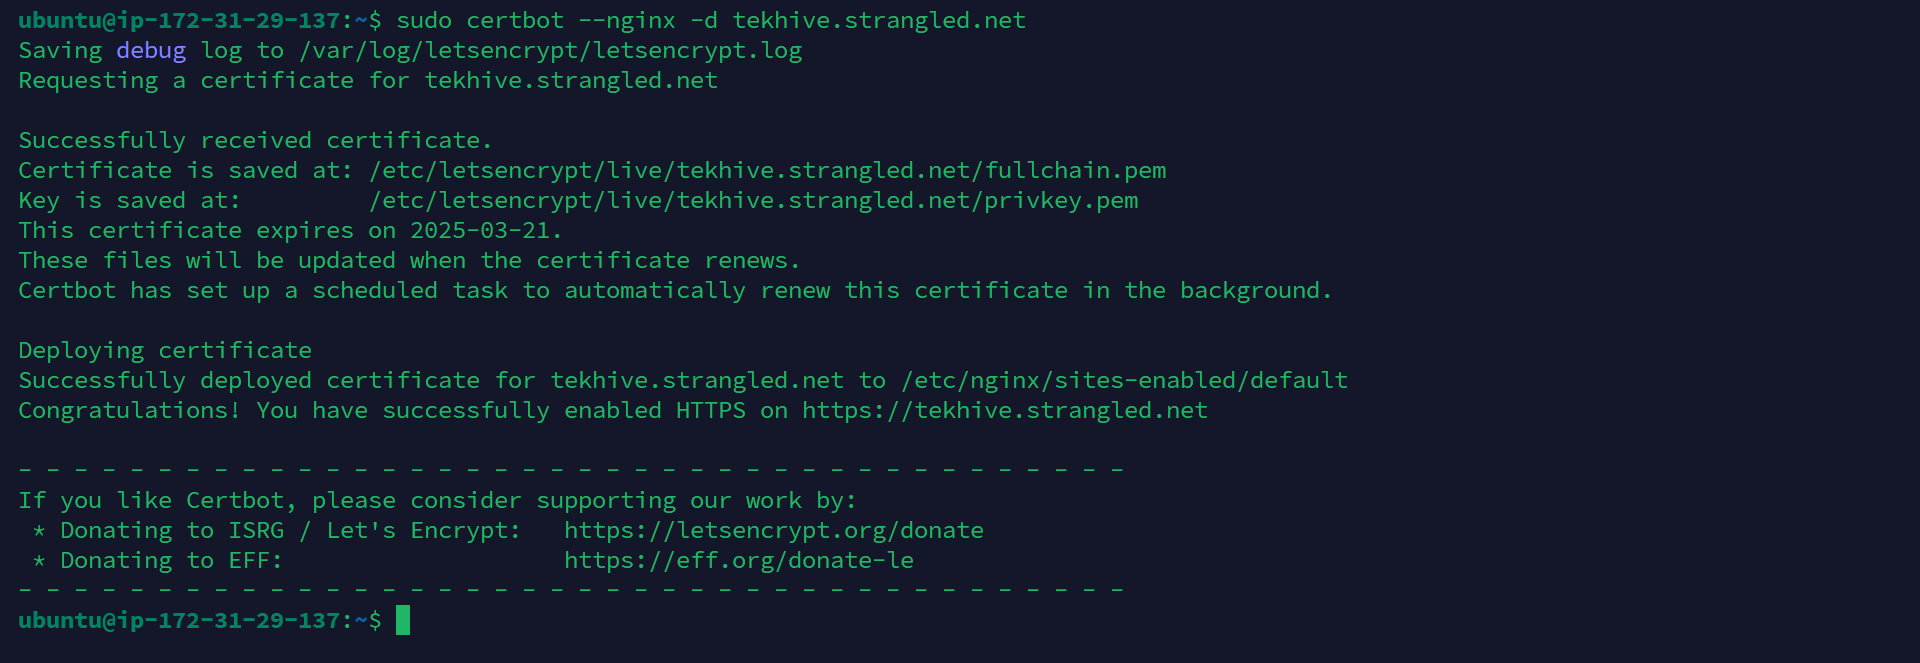 ubuntu@ip-172-31-29-137:~$ sudo certbot --nginx -d tekhive.strangled.net
Saving debug log to /var/log/letsencrypt/letsencrypt.log
Requesting a certificate for tekhive.strangled.net
Successfully received certificate.
Certificate is saved at: /etc/letsencrypt/live/tekhive.strangled.net/fullchain.pem
Key is saved at:         /etc/letsencrypt/live/tekhive.strangled.net/privkey.pem
This certificate expires on 2025-03-21.
These files will be updated when the certificate renews.
Certbot has set up a scheduled task to automatically renew this certificate in the background.
Deploying certificate
Successfully deployed certificate for tekhive.strangled.net to /etc/nginx/sites-enabled/default
Congratulations! You have successfully enabled HTTPS on https://tekhive.strangled.net
- - - - - - - - - - - - - - - - - - - - - - - - - - - - - - - - - - - - - - - -
If you like Certbot, please consider supporting our work by:
 * Donating to ISRG / Let's Encrypt:   https://letsencrypt.org/donate
 * Donating to EFF:                    https://eff.org/donate-le
- - - - - - - - - - - - - - - - - - - - - - - - - - - - - - - - - - - - - - - -
ubuntu@ip-172-31-29-137:~$